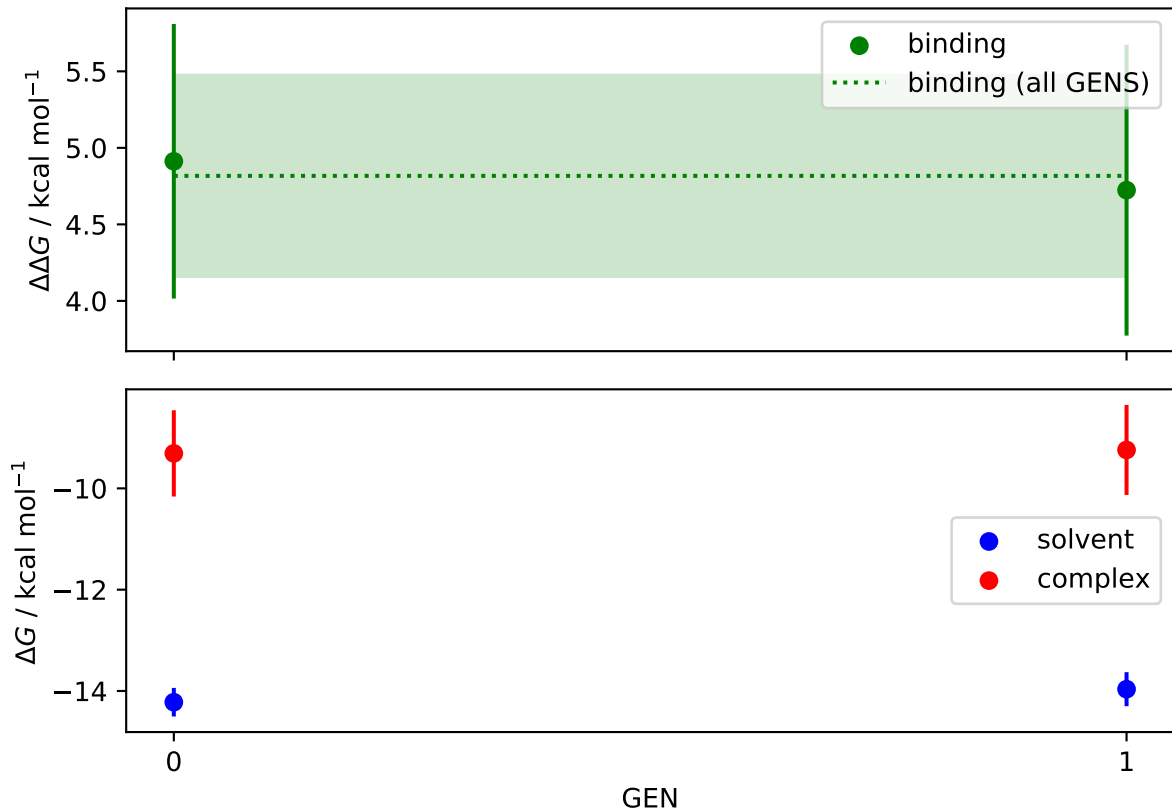 5.5
5.0
4.5
4.0
ΔΔG / kcal mol⁻¹
binding
binding (all GENS)
−10
−12
−14
ΔG / kcal mol⁻¹
solvent
complex
0
1
GEN